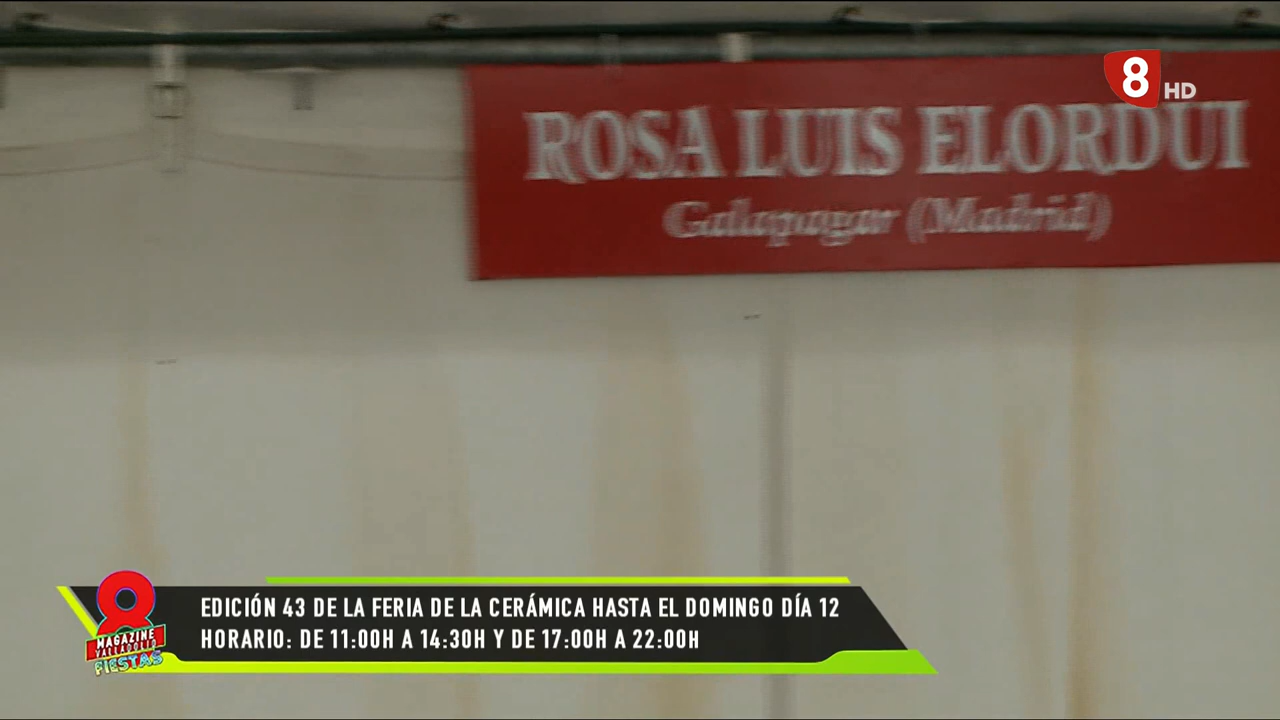 8 HD
ROSA LUIS ELORDUI
Galapagar (Madrid)
EDICIÓN 43 DE LA FERIA DE LA CERÁMICA HASTA EL DOMINGO DÍA 12
HORARIO: DE 11:00H A 14:30H Y DE 17:00H A 22:00H
8
MAGAZINE
VALLADOLID
FIESTAS